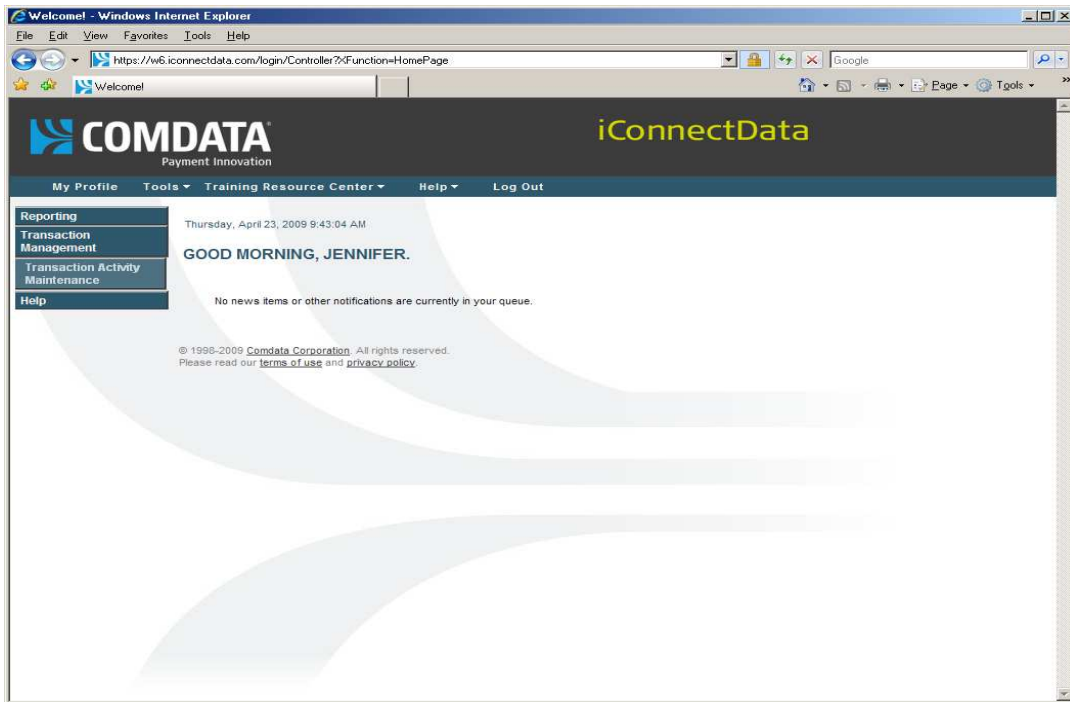 Welcome! - Windows Internet Explorer
File Edit View Favorites Tools Help
https://w6.iconnectdata.com/login/Controller?XFunction=HomePage
Google
Welcome!
Page Tools »
COMDATA
Payment Innovation
iConnectData
My Profile Tools Training Resource Center Help Log Out
Reporting
Transaction
Management
Transaction Activity
Maintenance
Help
Thursday, April 23, 2009 9:43:04 AM
GOOD MORNING, JENNIFER.
No news items or other notifications are currently in your queue.
© 1998-2009 Comdata Corporation. All rights reserved.
Please read our terms of use and privacy policy.